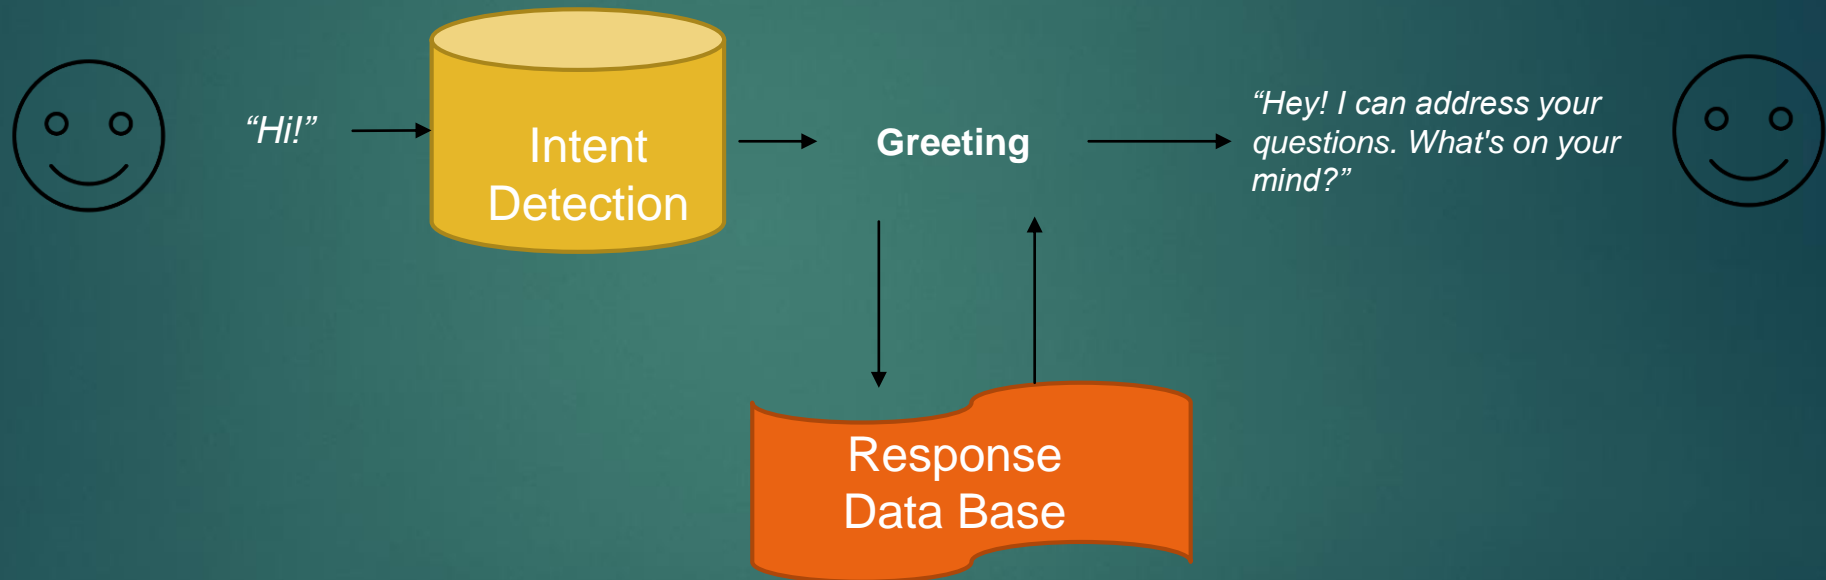 “Hi!”
Intent
Detection
Greeting
“Hey! I can address your
questions. What's on your
mind?”
Response
Data Base